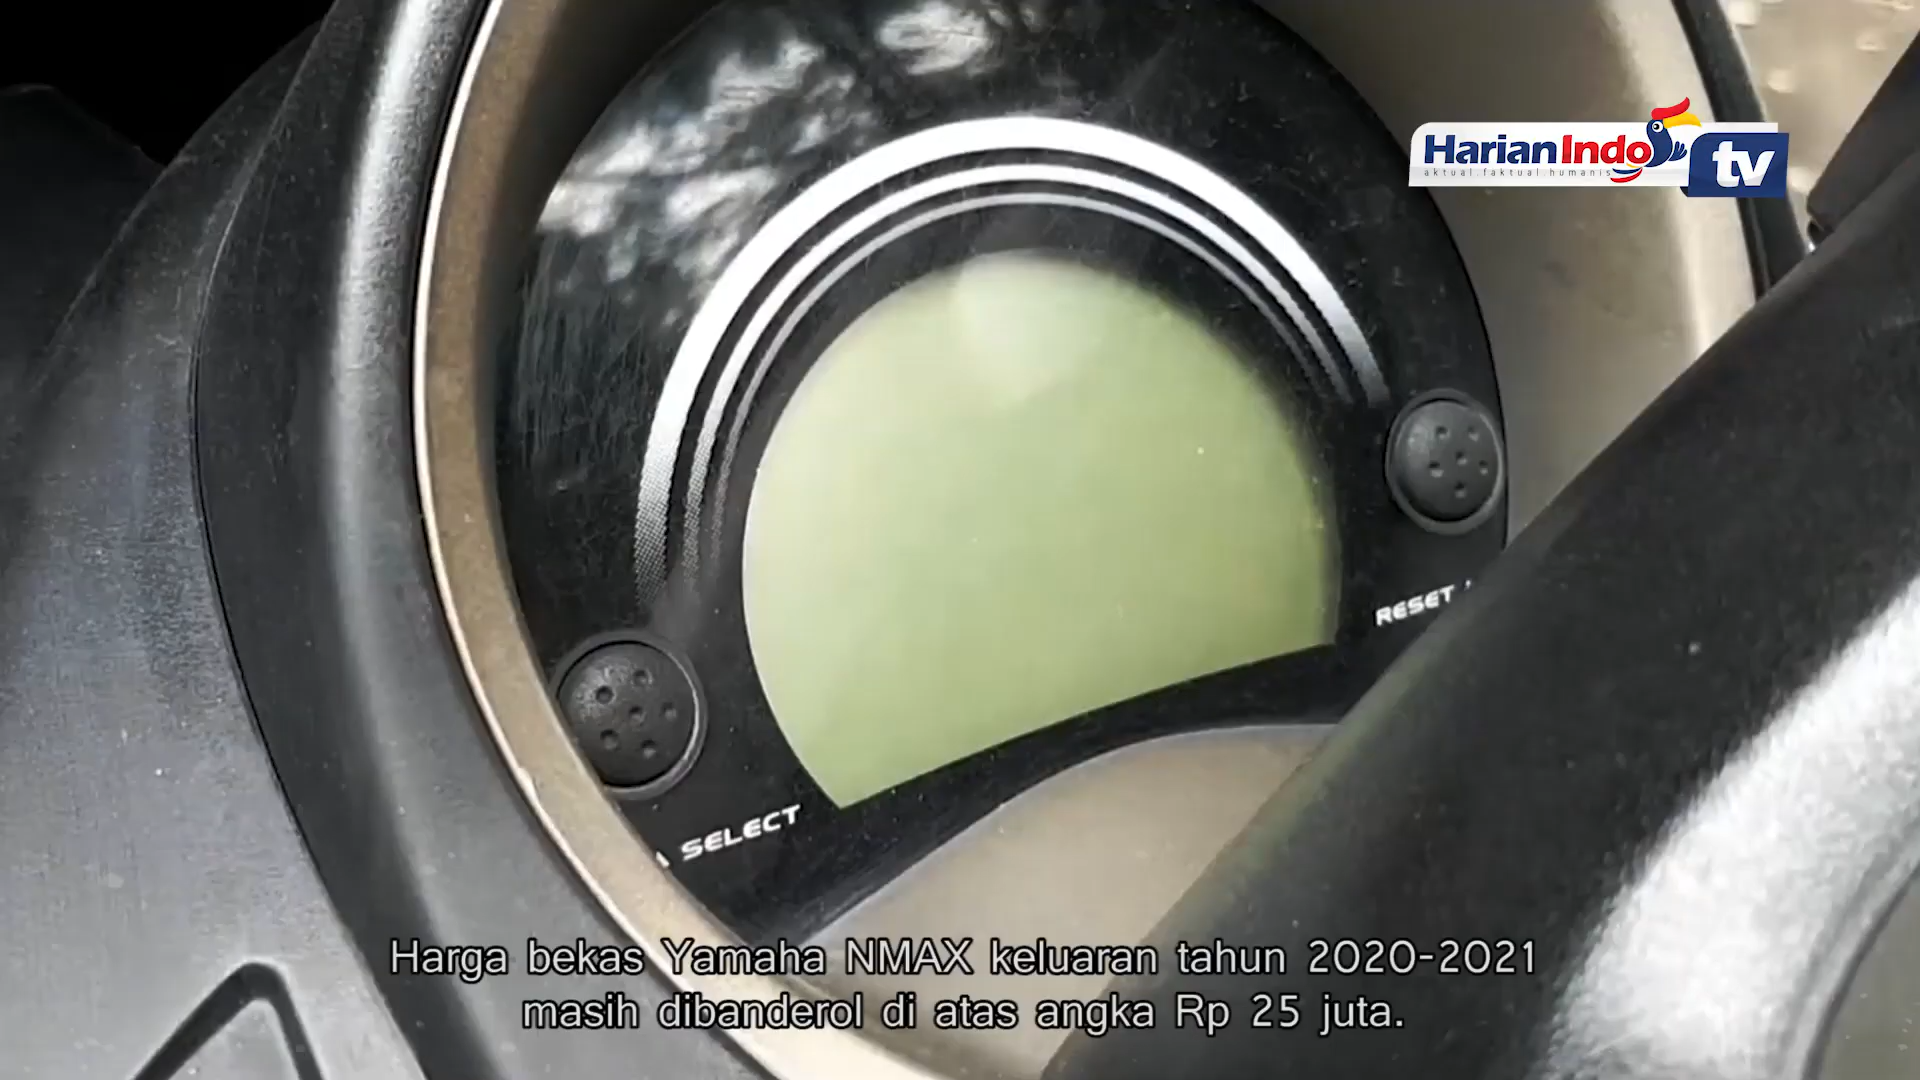 HarianIndo tv
aktual.faktual.humanis
RESET
SELECT
Harga bekas Yamaha NMAX keluaran tahun 2020-2021
masih dibanderol di atas angka Rp 25 juta.